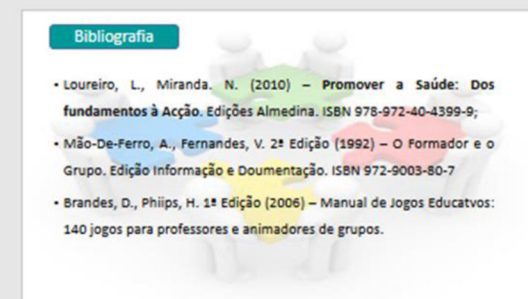 Bibliografia
• Loureiro, L., Miranda. N. (2010) – Promover a Saúde: Dos
fundamentos à Acção. Edições Almedina. ISBN 978-972-40-4399-9;
• Mão-De-Ferro, A., Fernandes, V. 2ª Edição (1992) – O Formador e o
Grupo. Edição Informação e Doumentação. ISBN 972-9003-80-7
• Brandes, D., Phiips, H. 1ª Edição (2006) – Manual de Jogos Educatvos:
140 jogos para professores e animadores de grupos.